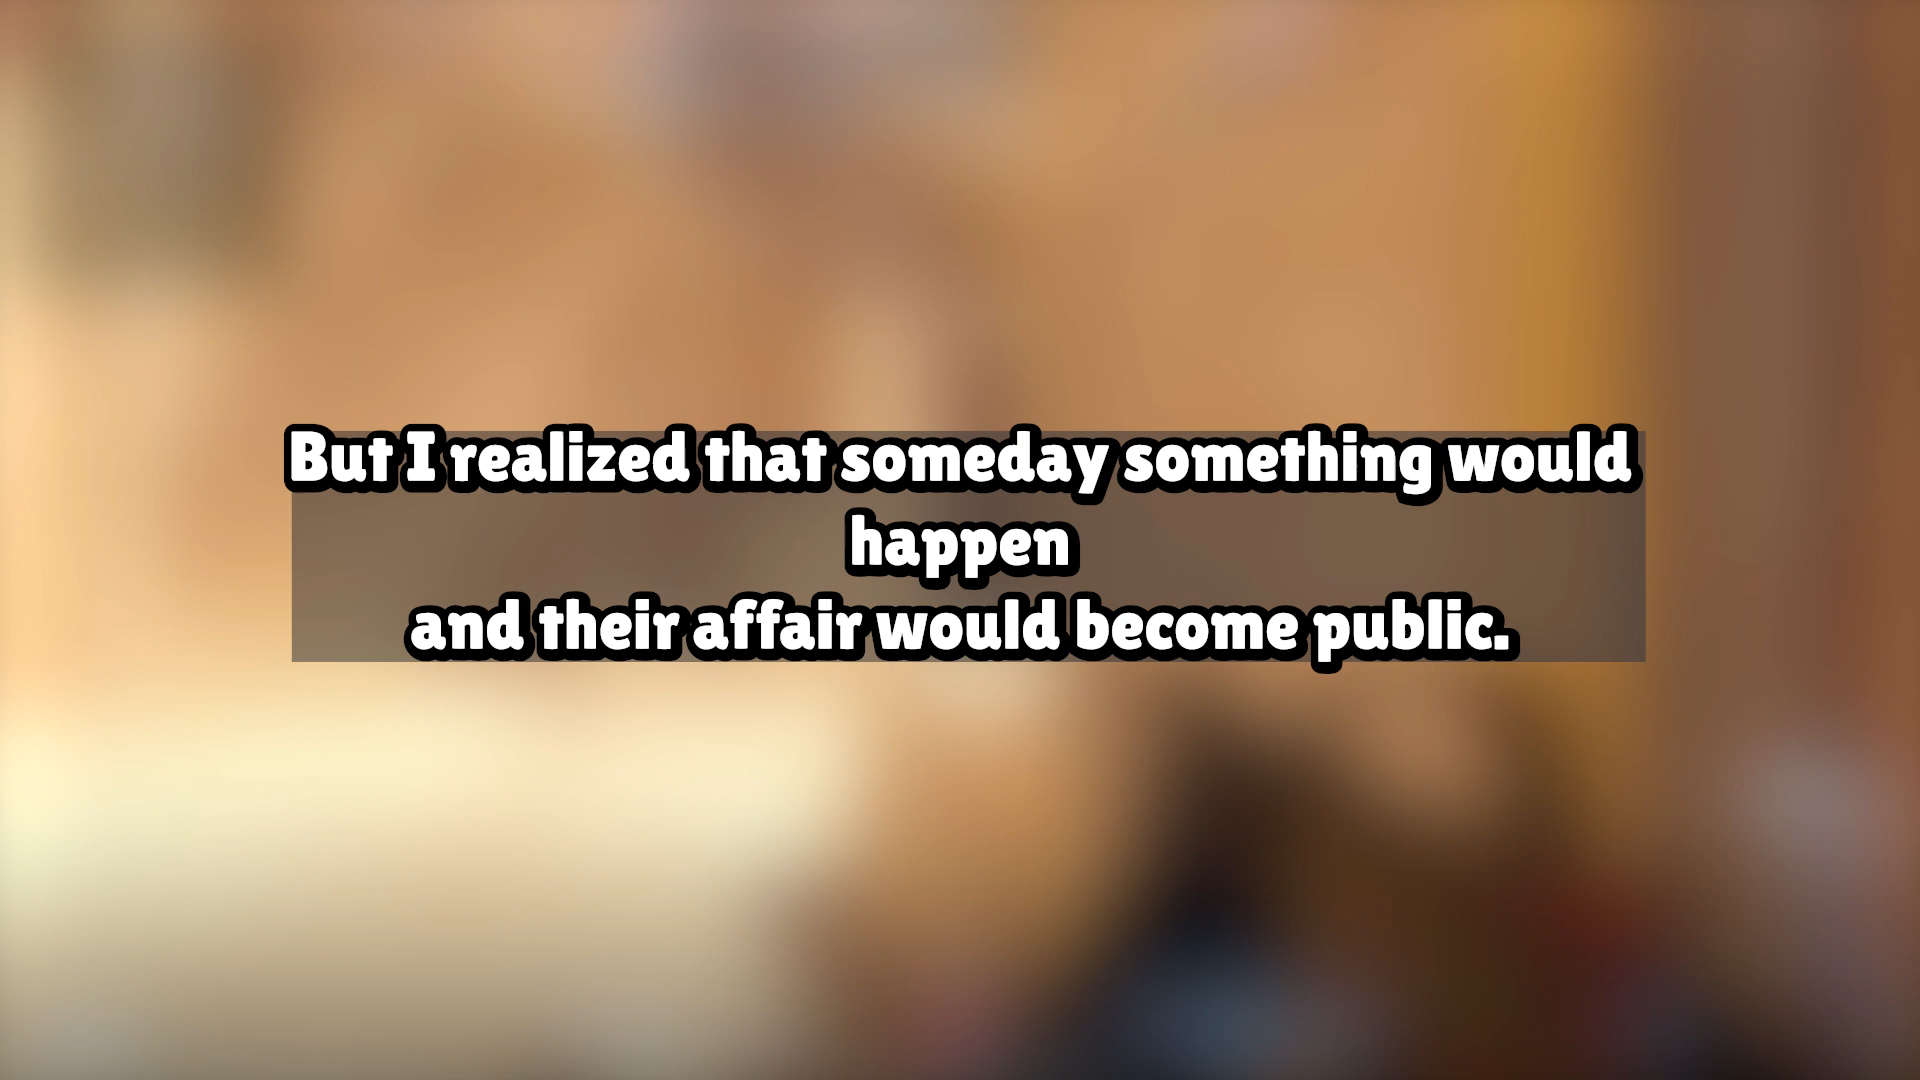 But I realized that someday something would
happen
and their affair would become public.